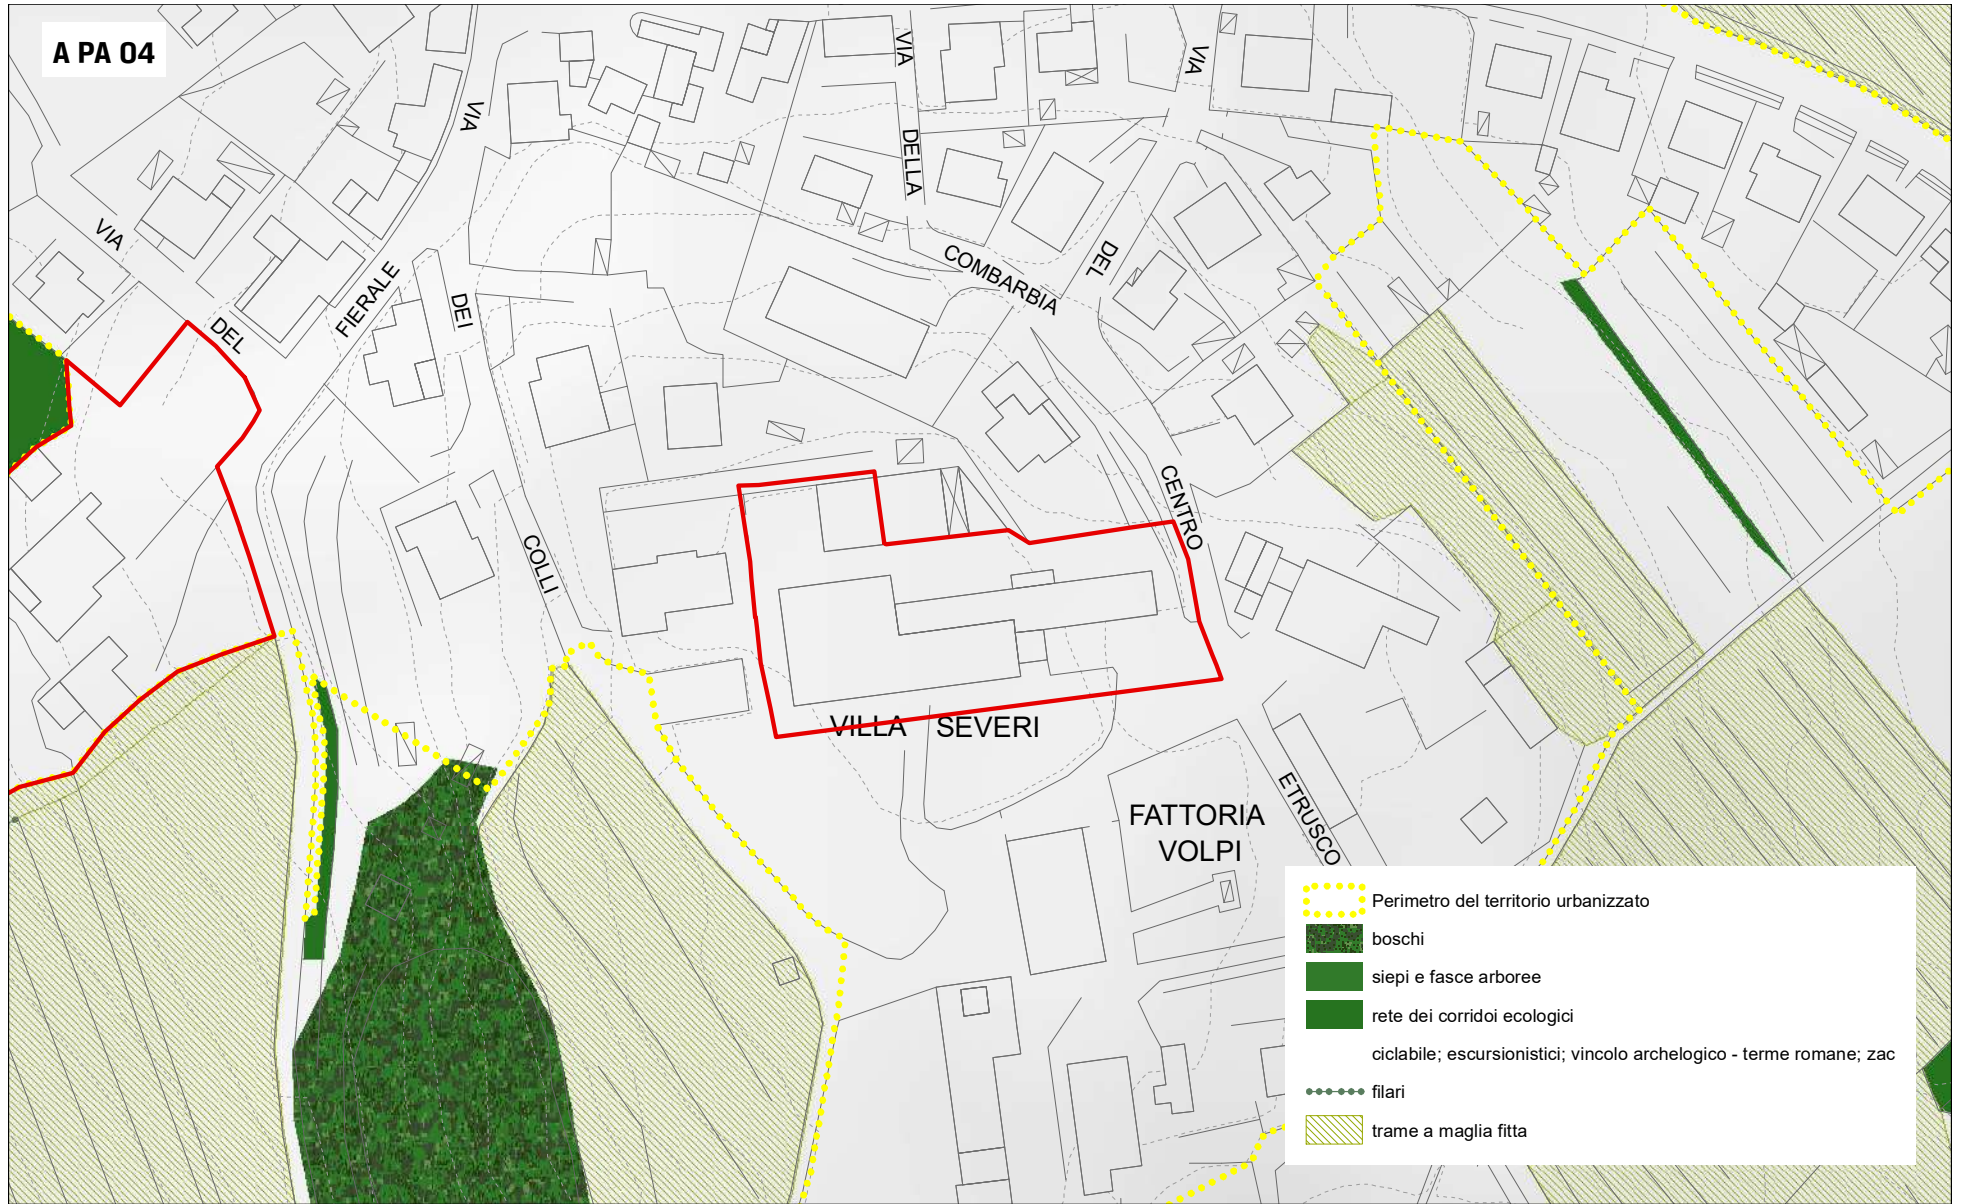 A PA 04
VIA
VIA
VIA
DELLA
VIA
DEL
FIERALE
DEI
COMBARBIA
DEL
DEL
CENTRO
COLLI
VILLA SEVERI
ETRUSCO
FATTORIA
VOLPI
Perimetro del territorio urbanizzato
boschi
siepi e fasce arboree
rete dei corridoi ecologici
ciclabile; escursionistici; vincolo archelogico - terme romane; zac
filari
trame a maglia fitta